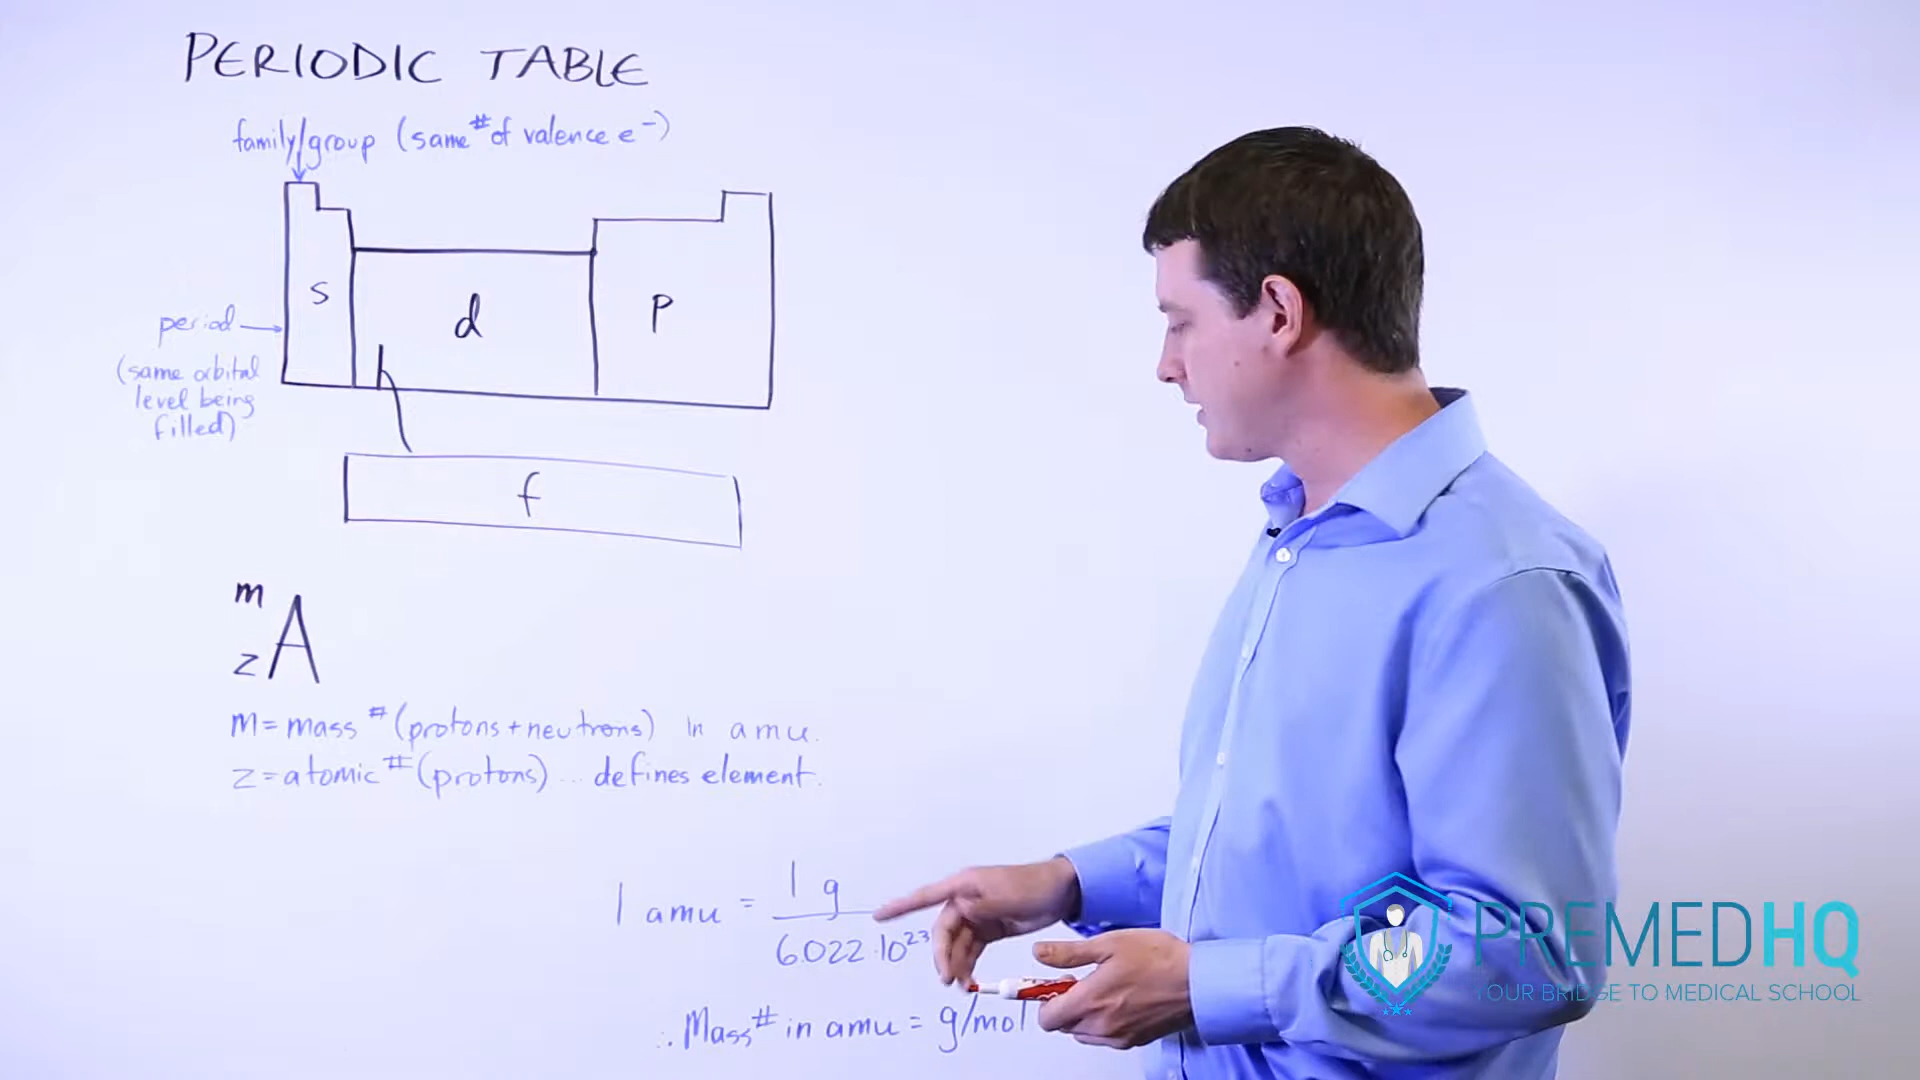 PERIODIC TABLE
family/group (same # of valence e⁻)
s
d
p
period
(same orbital
level being
filled)
f
m
z A
m = mass # (protons + neutrons) in amu.
z = atomic # (protons) ... defines element.
1 amu = 1 g
6.022·10²³
∴ Mass # in amu = g/mol
PREMEDHQ
YOUR BRIDGE TO MEDICAL SCHOOL